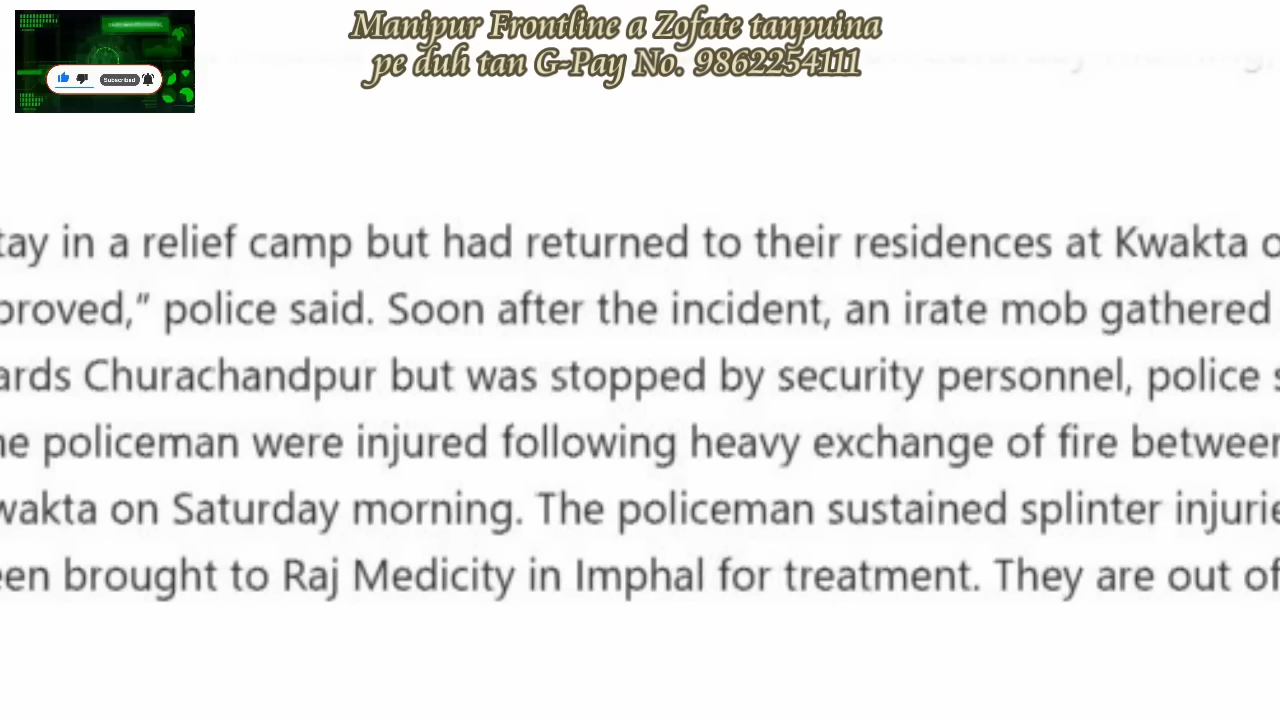 Manipur Frontline a Zofate tanpuina
pe duh tan G-Pay No. 9862254111
Subscribed
tay in a relief camp but had returned to their residences at Kwakta o
proved,” police said. Soon after the incident, an irate mob gathered
ards Churachandpur but was stopped by security personnel, police s
he policeman were injured following heavy exchange of fire between
wakta on Saturday morning. The policeman sustained splinter injurie
een brought to Raj Medicity in Imphal for treatment. They are out of